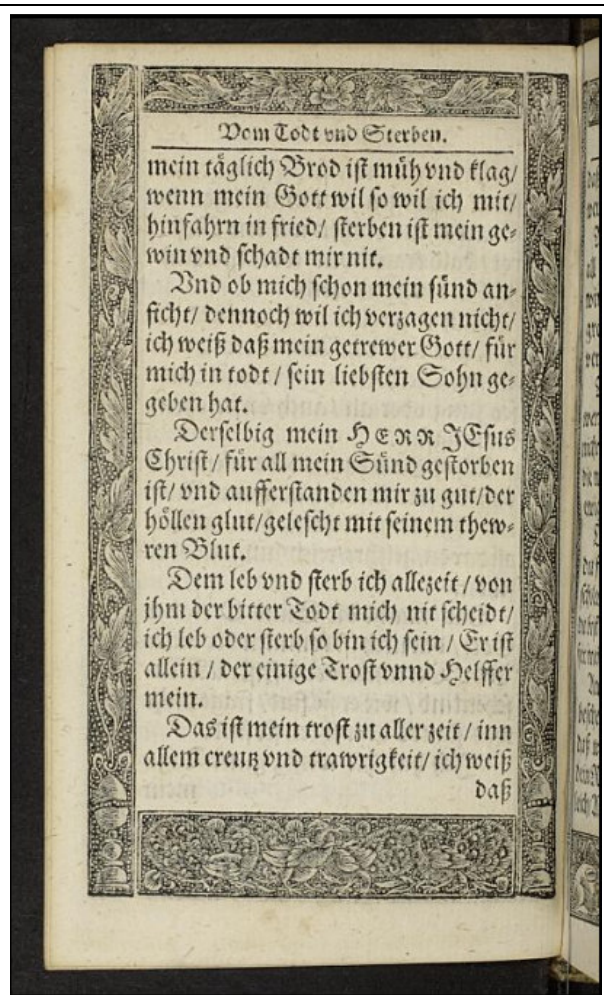 Vom Todt vnd Sterben.
mein täglich Brod ist müh vnd klag/
wenn mein Gott wil so wil ich mit/
hinfahrn in fried/ sterben ist mein ge⸗
win vnd schadt mir nit.
Vnd ob mich schon mein sünd an⸗
ficht/ dennoch wil ich verzagen nicht/
ich weiß daß mein getrewer Gott/ für
mich in todt / sein liebsten Sohn ge⸗
geben hat.
Derselbig mein HERR JEsus
Christ / für all mein Sünd gestorben
ist/ vnd aufferstanden mir zu gut/der
höllen glut/gelescht mit seinem thew⸗
ren Blut.
Dem leb vnd sterb ich allezeit / von
jhm der bitter Todt mich nit scheidt/
ich leb oder sterb so bin ich sein / Er ist
allein / der einige Trost vnnd Helffer
mein.
Das ist mein trost zu aller zeit / inn
allem creutz vnd trawrigkeit/ ich weiß
daß